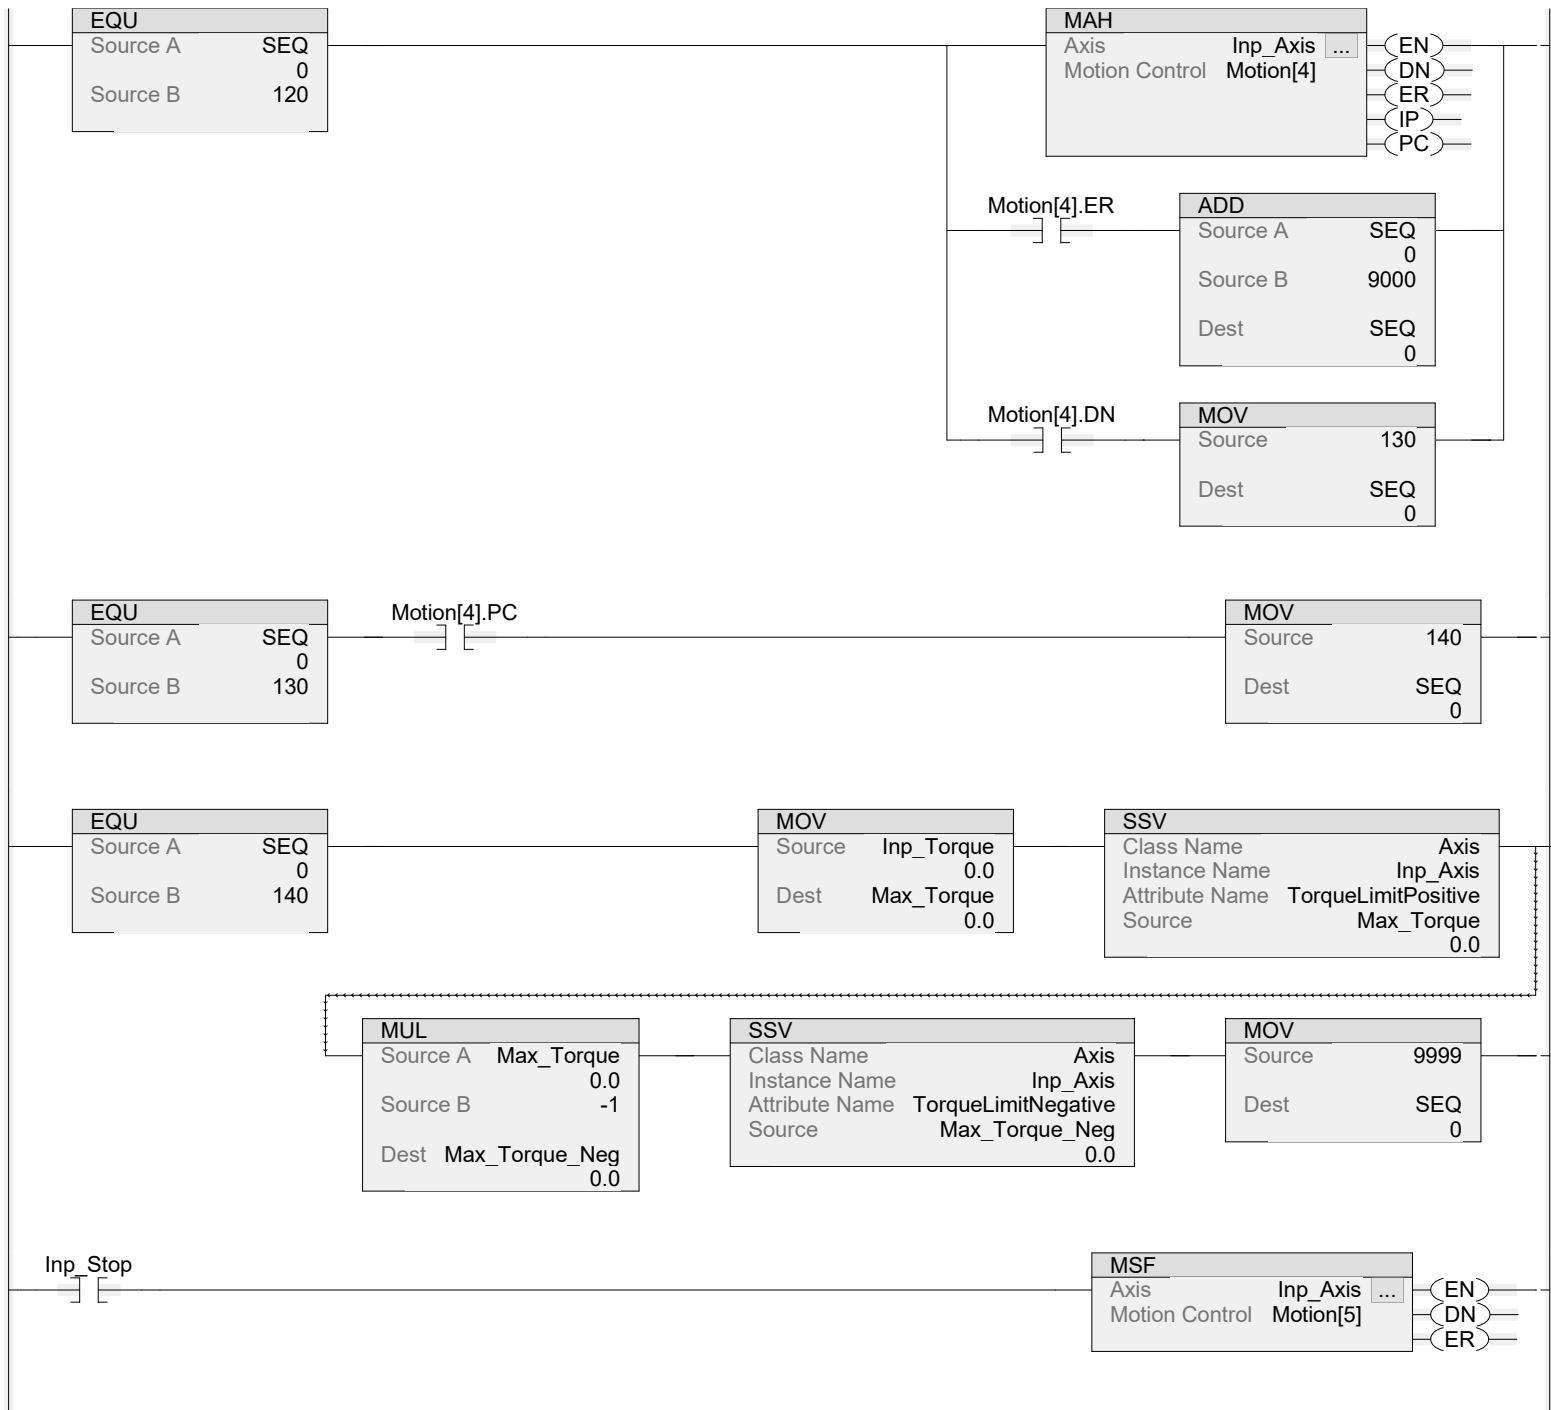 EQU
Source A SEQ
0
Source B 120
MAH
Axis Inp_Axis ...
Motion Control Motion[4]
EN
DN
ER
IP
PC
Motion[4].ER
ADD
Source A SEQ
0
Source B 9000
Dest SEQ
0
Motion[4].DN
MOV
Source 130
Dest SEQ
0
EQU
Source A SEQ
0
Source B 130
Motion[4].PC
MOV
Source 140
Dest SEQ
0
EQU
Source A SEQ
0
Source B 140
MOV
Source Inp_Torque
0.0
Dest Max_Torque
0.0
SSV
Class Name Axis
Instance Name Inp_Axis
Attribute Name TorqueLimitPositive
Source Max_Torque
0.0
MUL
Source A Max_Torque
0.0
Source B -1
Dest Max_Torque_Neg
0.0
SSV
Class Name Axis
Instance Name Inp_Axis
Attribute Name TorqueLimitNegative
Source Max_Torque_Neg
0.0
MOV
Source 9999
Dest SEQ
0
Inp_Stop
MSF
Axis Inp_Axis ...
Motion Control Motion[5]
EN
DN
ER